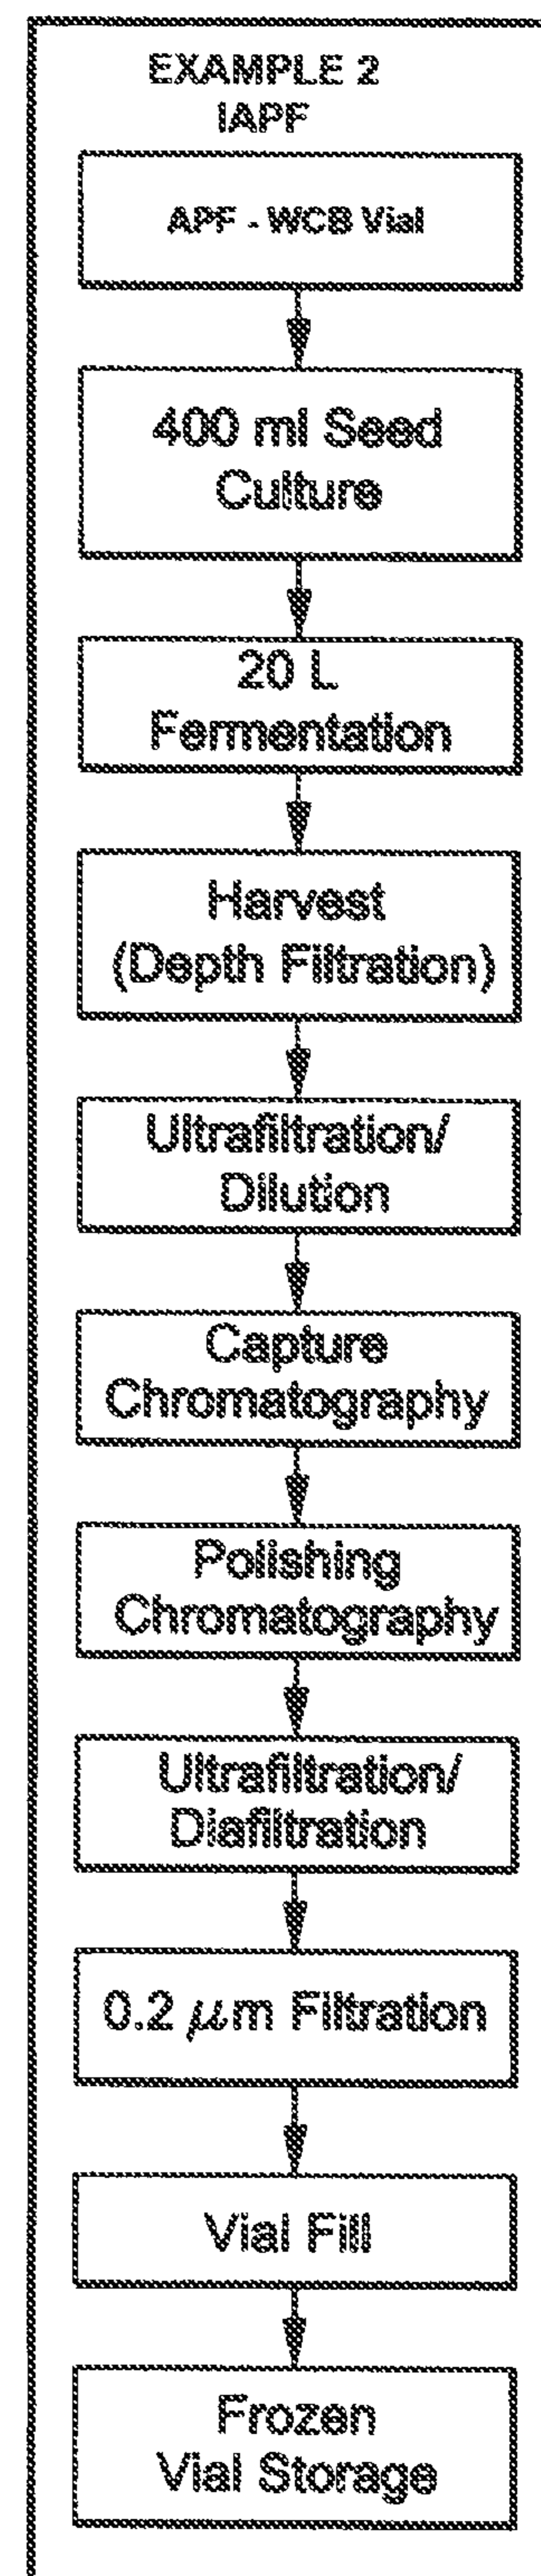 EXAMPLE 2
IAPF
APF - WCB Vial
400 ml Seed
Culture
20 L
Fermentation
Harvest
(Depth Filtration)
Ultrafiltration/
Dilution
Capture
Chromatography
Polishing
Chromatography
Ultrafiltration/
Diafiltration
0.2 μm Filtration
Vial Fill
Frozen
Vial Storage